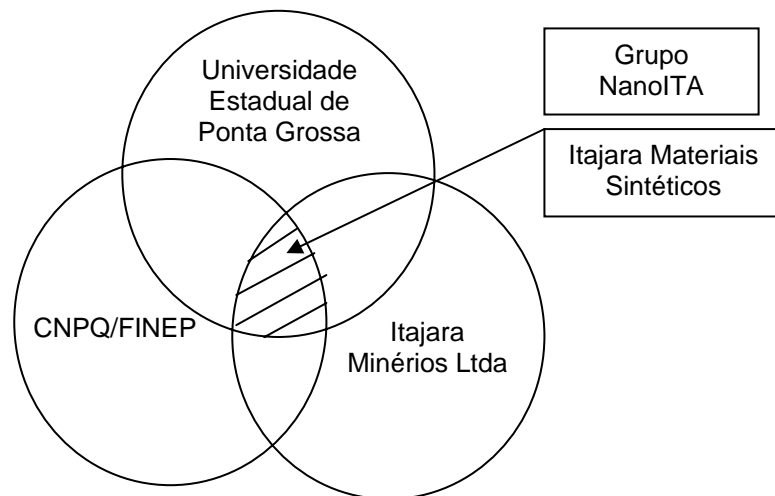 Universidade
Estadual de
Ponta Grossa
Grupo
NanoITA
Itajara Materiais
Sintéticos
CNPQ/FINEP
Itajara
Minérios Ltda